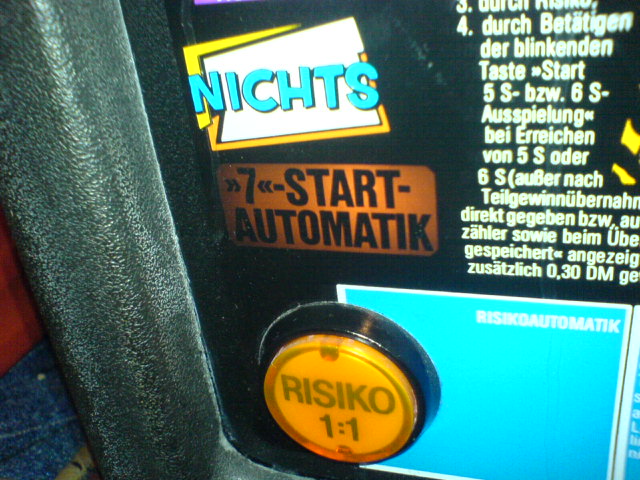 3. durch Risiko,
4. durch Betätigen
der blinkenden
Taste »Start
5 S- bzw. 6 S-
Ausspielung«
bei Erreichen
von 5 S oder
6 S (außer nach
direkt gegeben bzw., au
zähler sowie beim Übe
gespeichert« angezeig
zusätzlich 0,30 DM ge
NICHTS
»7«-START-
AUTOMATIK
RISIKOAUTOMATIK
RISIKO
1:1